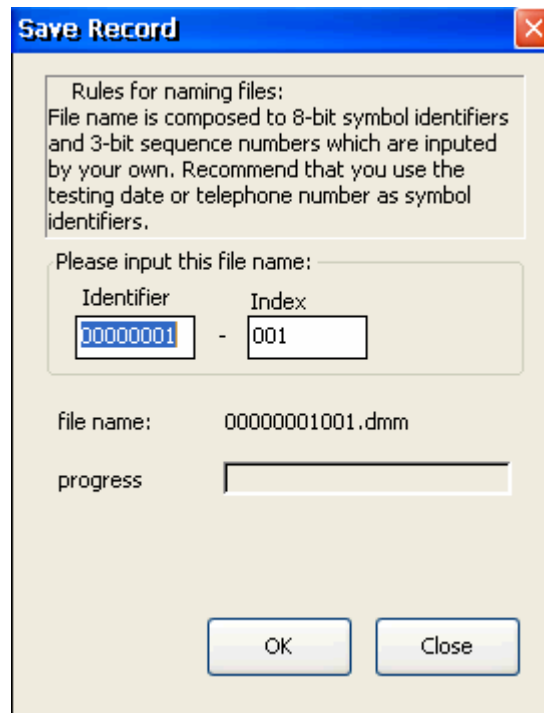 Save Record
Rules for naming files:
File name is composed to 8-bit symbol identifiers
and 3-bit sequence numbers which are inputed
by your own. Recommend that you use the
testing date or telephone number as symbol
identifiers.
Please input this file name:
Identifier Index
00000001 - 001
file name: 00000001001.dmm
progress
OK Close